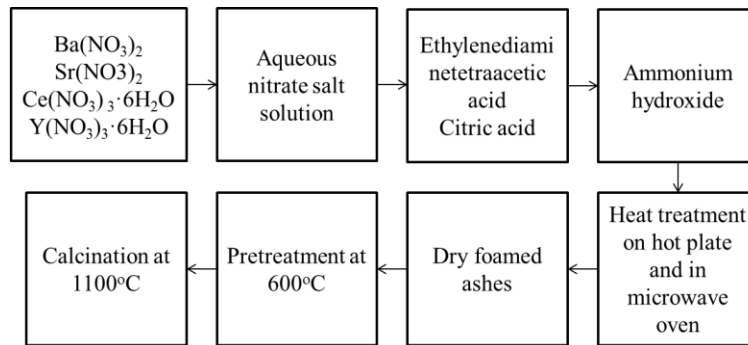 Ba(NO₃)₂
Sr(NO3)₂
Ce(NO₃)₃·6H₂O
Y(NO₃)₃·6H₂O
Aqueous
nitrate salt
solution
Ethylenediami
netetraacetic
acid
Citric acid
Ammonium
hydroxide
Heat treatment
on hot plate
and in
microwave
oven
Dry foamed
ashes
Pretreatment at
600°C
Calcination at
1100°C